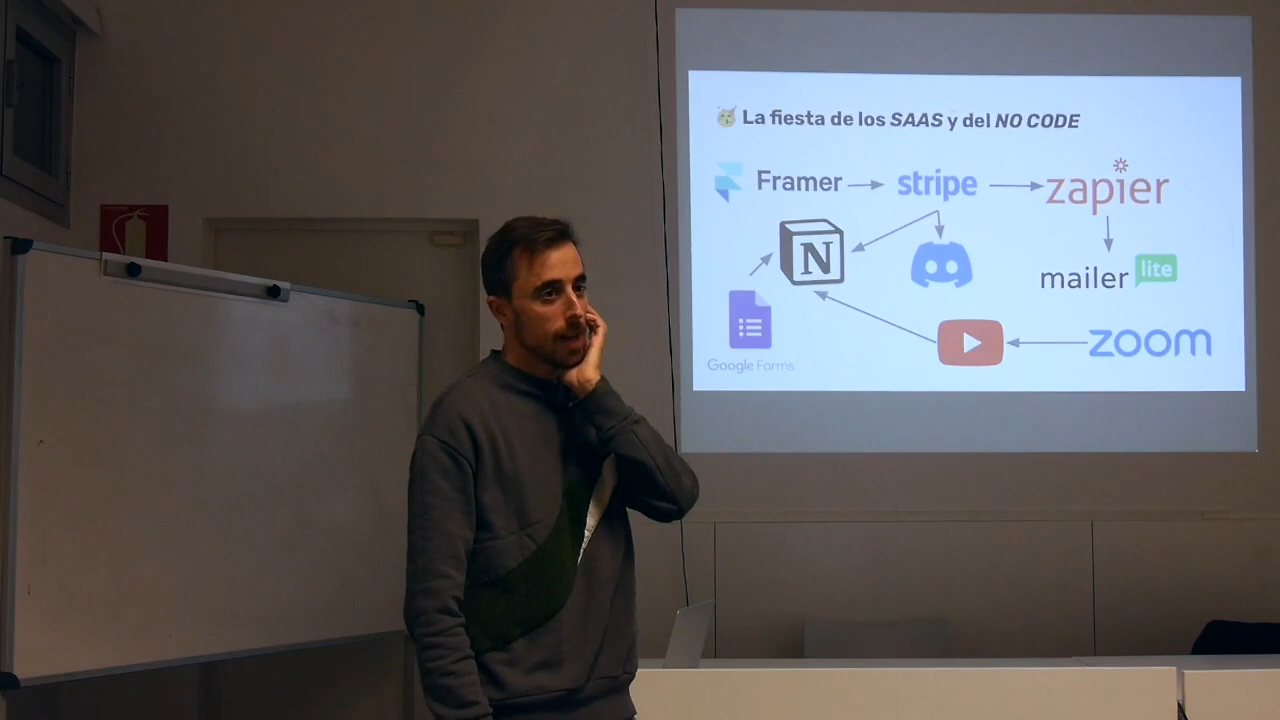 La fiesta de los SAAS y del NO CODE
Framer
stripe
zapier
N
mailer lite
Google Forms
zoom